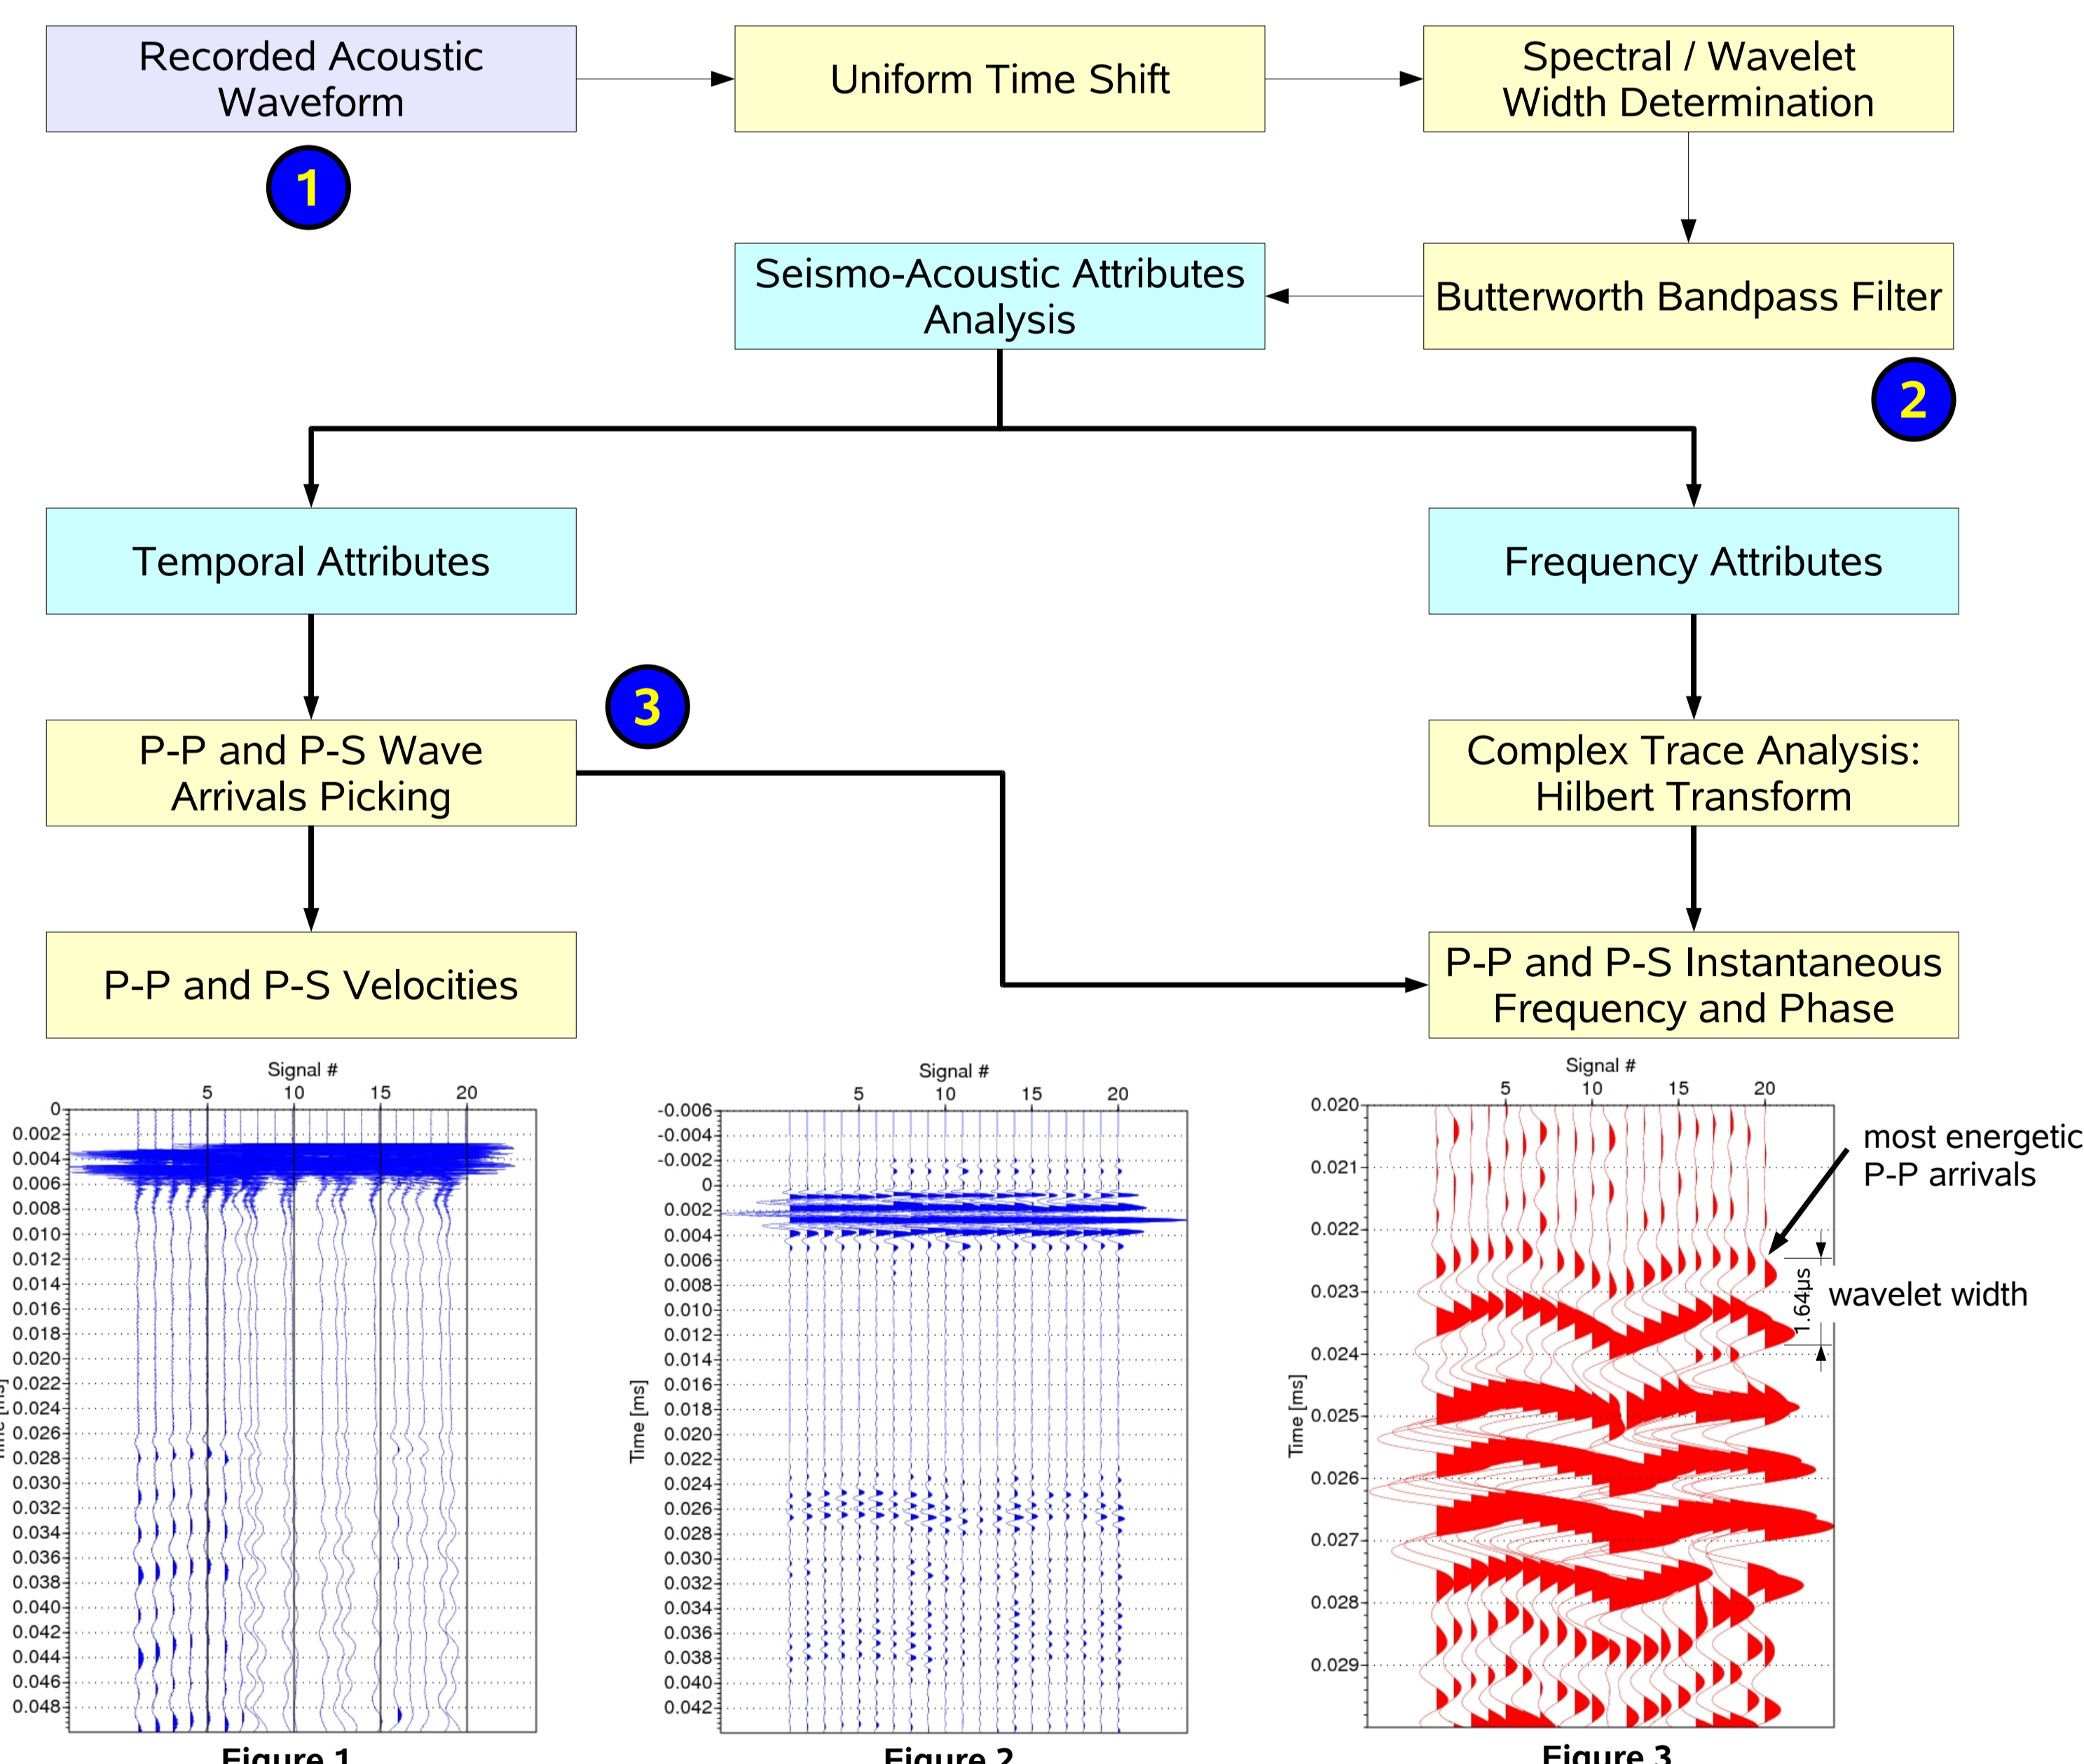 Recorded Acoustic
Waveform
Uniform Time Shift
Spectral / Wavelet
Width Determination
1
Seismo-Acoustic Attributes
Analysis
Butterworth Bandpass Filter
2
Temporal Attributes
Frequency Attributes
3
P-P and P-S Wave
Arrivals Picking
Complex Trace Analysis:
Hilbert Transform
P-P and P-S Velocities
P-P and P-S Instantaneous
Frequency and Phase
Signal #
5 10 15 20
0
0.002
0.004
0.006
0.008
0.010
0.012
0.014
0.016
0.018
0.020
0.022
0.024
0.026
0.028
0.030
0.032
0.034
0.036
0.038
0.040
0.042
0.044
0.046
0.048
Figure 1
Signal #
5 10 15 20
Time [ms]
-0.006
-0.004
-0.002
0
0.002
0.004
0.006
0.008
0.010
0.012
0.014
0.016
0.018
0.020
0.022
0.024
0.026
0.028
0.030
0.032
0.034
0.036
0.038
0.040
0.042
Figure 2
Signal #
5 10 15 20
Time [ms]
0.020
0.021
0.022
0.023
0.024
0.025
0.026
0.027
0.028
0.029
most energetic
P-P arrivals
1.64µs
wavelet width
Figure 3